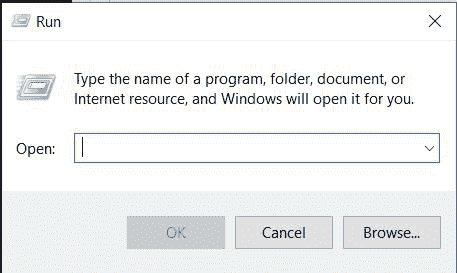 Run
Type the name of a program, folder, document, or
Internet resource, and Windows will open it for you.
Open:
OK Cancel Browse...